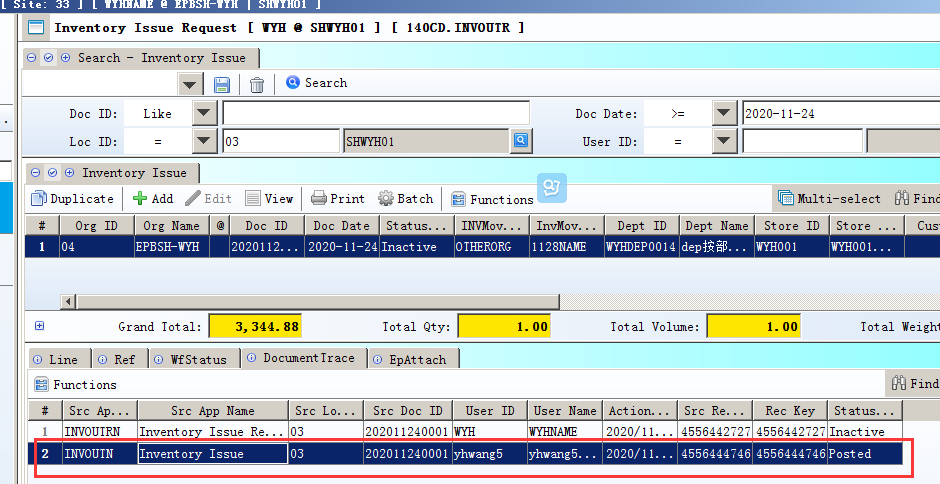 [ Site: 33 ] [ WYHNAME @ EPBSH-WYH | SHWYH01 ]
Inventory Issue Request [ WYH @ SHWYH01 ] [ 140CD.INVOUTR ]
Search - Inventory Issue
Search
Doc ID: Like Doc Date: >= 2020-11-24
Loc ID: = 03 SHWYH01 User ID: =
Inventory Issue
Duplicate Add Edit View Print Batch Functions Multi-select Find
# Org ID Org Name @ Doc ID Doc Date Status... INVMov... InvMov... Dept ID Dept Name Store ID Store ... Cus
1 04 EPBSH-WYH 2020112... 2020-11-24 Inactive OTHERORG 1128NAME WYHDEP0014 dep按部... WYH001 WYH001...
Grand Total: 3,344.88 Total Qty: 1.00 Total Volume: 1.00 Total Weight
Line Ref WfStatus DocumentTrace EpAttach
Functions Find
# Src Ap... Src App Name Src Lo... Src Doc ID User ID User Name Action... Src Re... Rec Key Status...
1 INVOUTRN Inventory Issue Re... 03 202011240001 WYH WYHNAME 2020/11... 4556442727 4556442727 Inactive
2 INVOUTN Inventory Issue 03 202011240001 yhwang5 yhwang5... 2020/11... 4556444746 4556444746 Posted